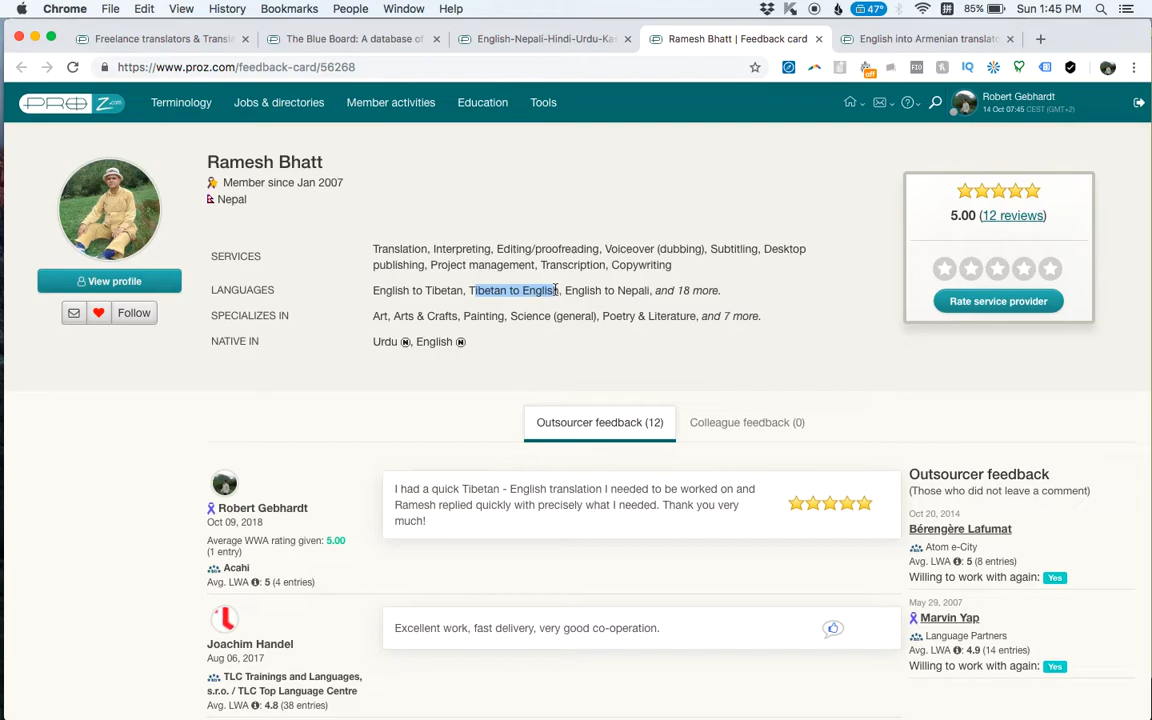 Chrome File Edit View History Bookmarks People Window Help
47° 85% Sun 1:45 PM
Freelance translators & Transl
The Blue Board: A database of
English-Nepali-Hindi-Urdu-Kas
Ramesh Bhatt | Feedback card
English into Armenian translato
https://www.proz.com/feedback-card/56268
PROZ.com
Terminology
Jobs & directories
Member activities
Education
Tools
Robert Gebhardt
14 Oct 07:45 CEST (GMT+2)
Ramesh Bhatt
Member since Jan 2007
Nepal
View profile
Follow
SERVICES
Translation, Interpreting, Editing/proofreading, Voiceover (dubbing), Subtitling, Desktop
publishing, Project management, Transcription, Copywriting
LANGUAGES
English to Tibetan, Tibetan to English, English to Nepali, and 18 more.
SPECIALIZES IN
Art, Arts & Crafts, Painting, Science (general), Poetry & Literature, and 7 more.
NATIVE IN
Urdu N, English N
5.00 (12 reviews)
Rate service provider
Outsourcer feedback (12)
Colleague feedback (0)
Robert Gebhardt
Oct 09, 2018
Average WWA rating given: 5.00
(1 entry)
Acahi
Avg. LWA: 5 (4 entries)
I had a quick Tibetan - English translation I needed to be worked on and
Ramesh replied quickly with precisely what I needed. Thank you very
much!
Joachim Handel
Aug 06, 2017
TLC Trainings and Languages,
s.r.o. / TLC Top Language Centre
Avg. LWA: 4.8 (38 entries)
Excellent work, fast delivery, very good co-operation.
Outsourcer feedback
(Those who did not leave a comment)
Oct 20, 2014
Bérengère Lafumat
Atom e-City
Avg. LWA: 5 (8 entries)
Willing to work with again: Yes
May 29, 2007
Marvin Yap
Language Partners
Avg. LWA: 4.9 (14 entries)
Willing to work with again: Yes